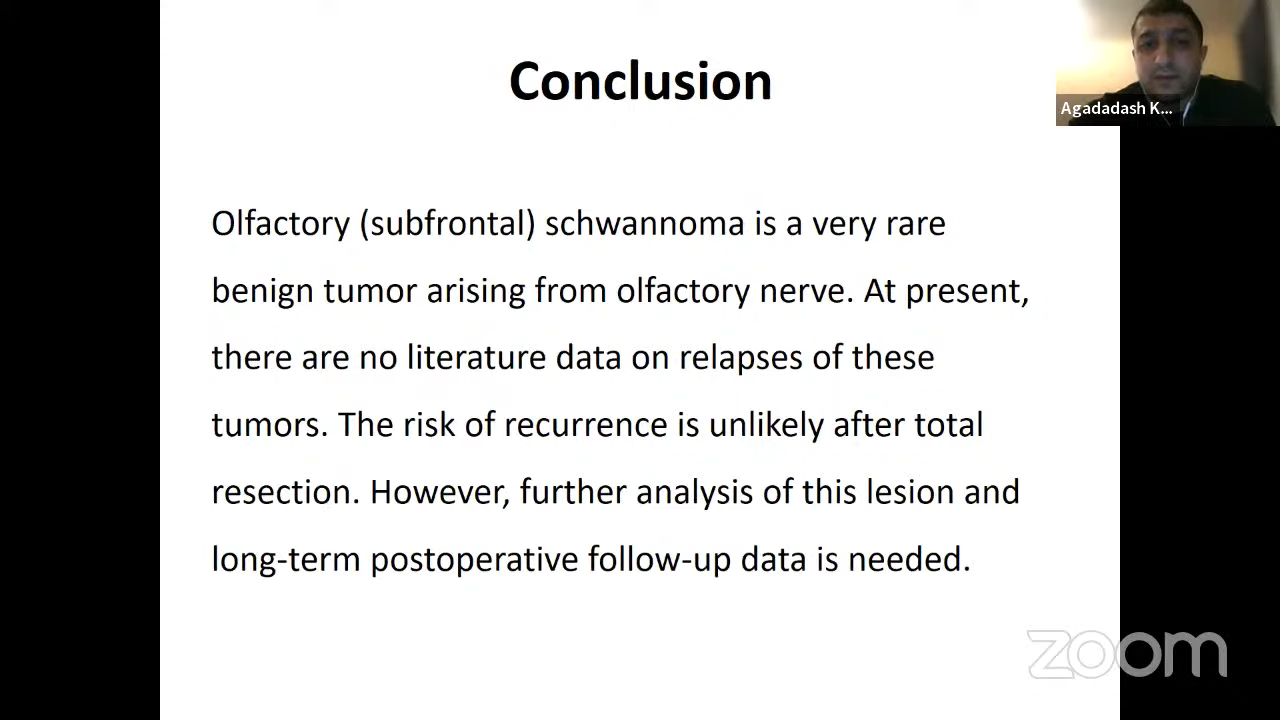 Conclusion
Agadadash K...
Olfactory (subfrontal) schwannoma is a very rare
benign tumor arising from olfactory nerve. At present,
there are no literature data on relapses of these
tumors. The risk of recurrence is unlikely after total
resection. However, further analysis of this lesion and
long-term postoperative follow-up data is needed.
zoom